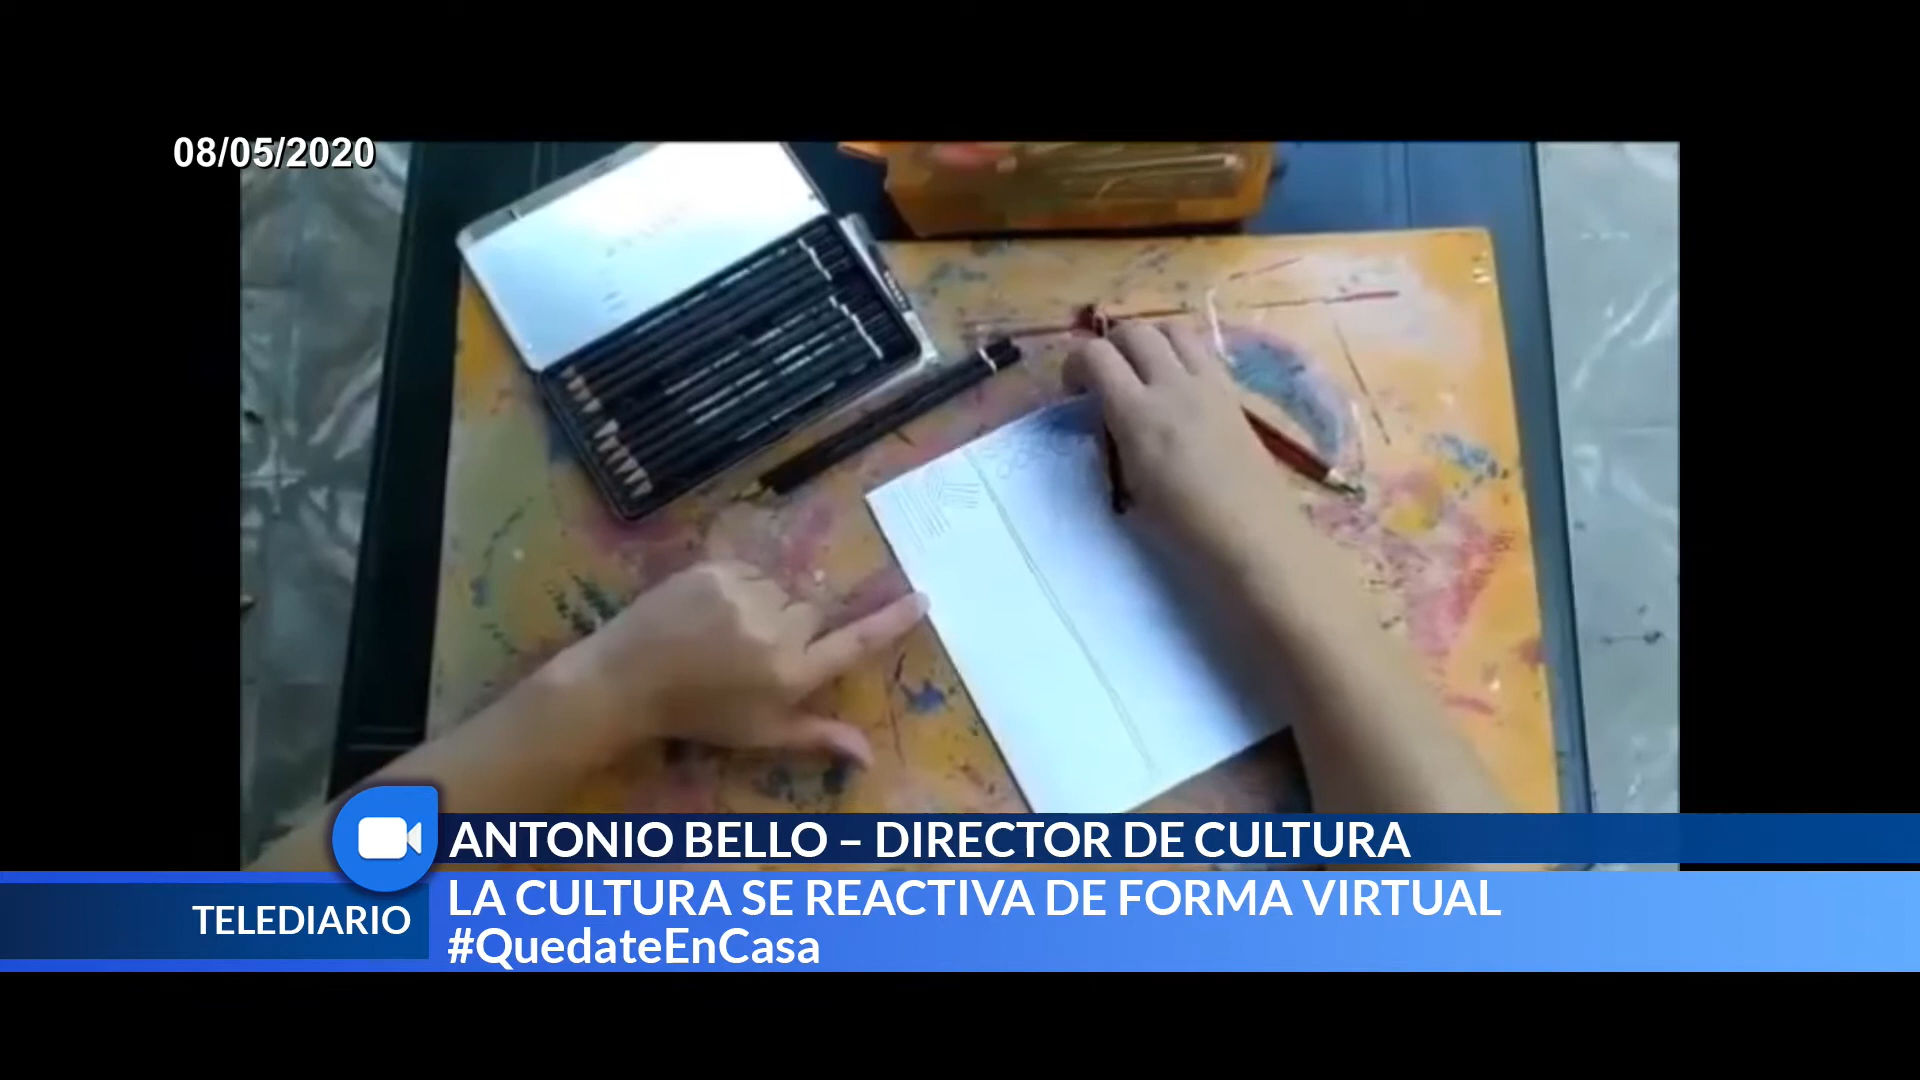 08/05/2020
ANTONIO BELLO – DIRECTOR DE CULTURA
TELEDIARIO
LA CULTURA SE REACTIVA DE FORMA VIRTUAL
#QuedateEnCasa